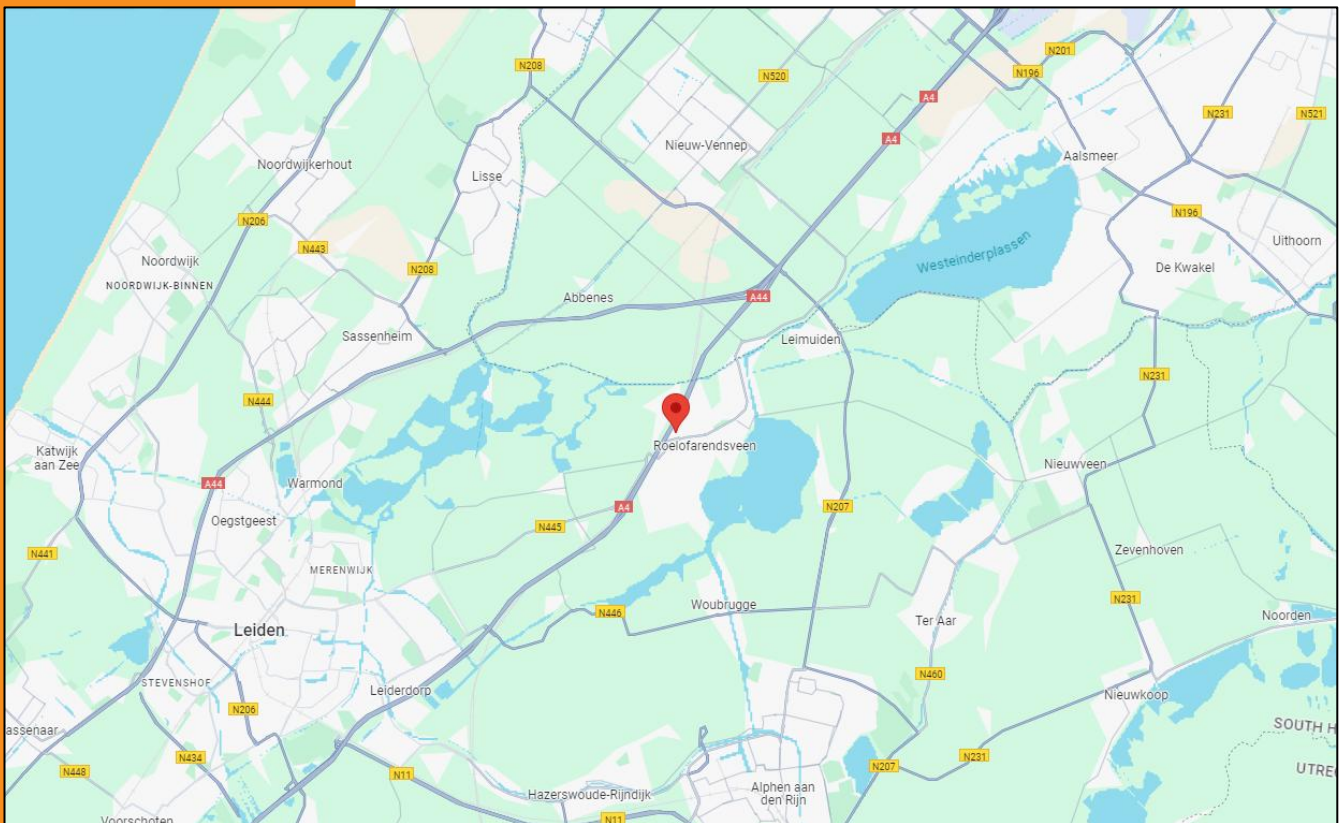 N208
N201
N196
N520
A4
N231
N521
A4
Nieuw-Vennep
Aalsmeer
Noordwijkerhout
Lisse
N206
N196
N443
Uithoorn
Westeinderplassen
Noordwijk
N208
De Kwakel
NOORDWIJK-BINNEN
Abbenes
A44
Sassenheim
Leimuiden
N231
N444
Roelofarendsveen
Katwijk
aan Zee
Nieuwveen
A44
Warmond
A4
N207
Oegstgeest
N445
N441
Zevenhoven
MERENWIJK
N446
Woubrugge
N231
Noorden
Ter Aar
Leiden
N460
STEVENSHOF
Leiderdorp
Nieuwkoop
N206
SOUTH H
assenaar
N434
N231
N207
UTRE
N448
N11
Hazerswoude-Rijndijk
Alphen aan
den Rijn
N11
Voorschoten